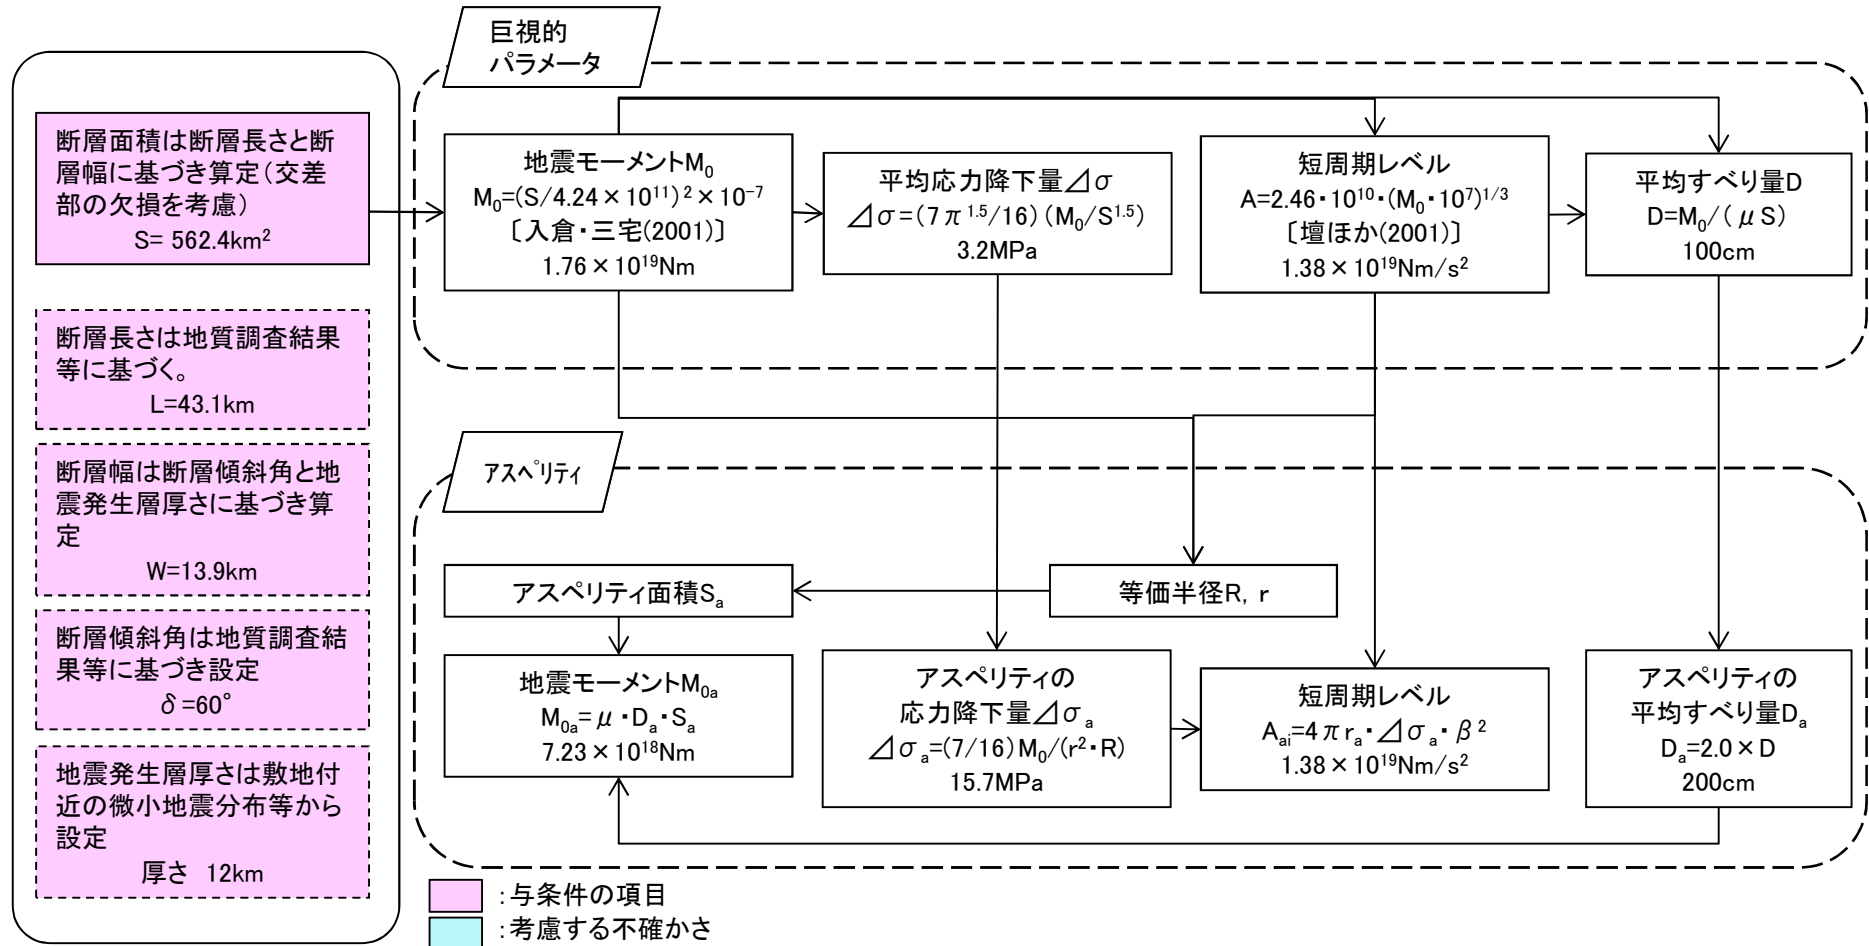 巨視的
パラメータ
断層面積は断層長さと断
層幅に基づき算定(交差
部の欠損を考慮)
S= 562.4km²
断層長さは地質調査結果
等に基づく。
L=43.1km
断層幅は断層傾斜角と地
震発生層厚さに基づき算
定
W=13.9km
断層傾斜角は地質調査結
果等に基づき設定
δ=60°
地震発生層厚さは敷地付
近の微小地震分布等から
設定
厚さ 12km
地震モーメントM₀
M₀=(S/4.24×10¹¹)²×10⁻⁷
〔入倉・三宅(2001)〕
1.76×10¹⁹Nm
平均応力降下量⊿σ
⊿σ=(7π¹·⁵/16)(M₀/S¹·⁵)
3.2MPa
短周期レベル
A=2.46・10¹⁰・(M₀・10⁷)¹/³
〔壇ほか(2001)〕
1.38×10¹⁹Nm/s²
平均すべり量D
D=M₀/(μS)
100cm
アスペリティ
アスペリティ面積Sₐ
等価半径R, r
地震モーメントM₀ₐ
M₀ₐ=μ・Dₐ・Sₐ
7.23×10¹⁸Nm
アスペリティの
応力降下量⊿σₐ
⊿σₐ=(7/16)M₀/(r²・R)
15.7MPa
短周期レベル
Aₐᵢ=4πrₐ・⊿σₐ・β²
1.38×10¹⁹Nm/s²
アスペリティの
平均すべり量Dₐ
Dₐ=2.0×D
200cm
:与条件の項目
:考慮する不確かさ